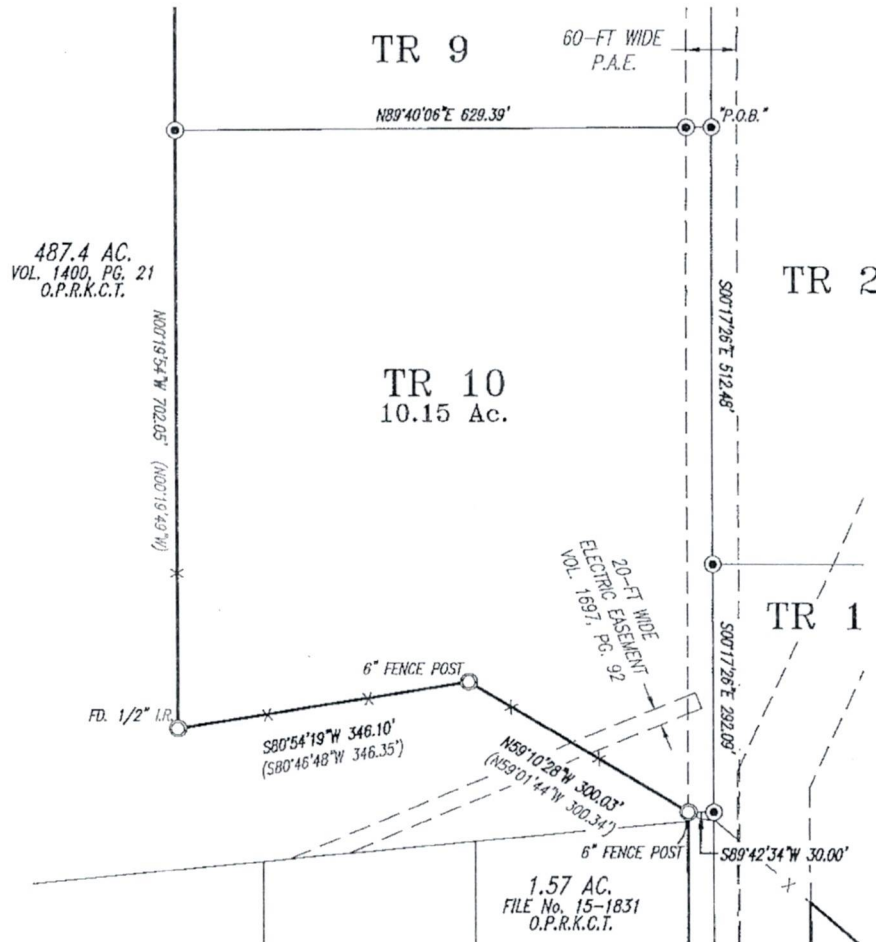 TR 9
60-FT WIDE
P.A.E.
N89°40'06"E 629.39'
"P.O.B."
487.4 AC.
VOL. 1400, PG. 21
O.P.R.K.C.T.
TR 2
S00°17'26"E 512.48'
N00°19'54"W 702.05' (N00°19'49"W)
TR 10
10.15 Ac.
20-FT WIDE
ELECTRIC EASEMENT
VOL. 1697, PG. 92
TR 1
S00°17'26"E 292.09'
6" FENCE POST
FD. 1/2" I.R.
S80°54'19"W 346.10'
(S80°46'48"W 346.35')
N59°10'28"W 300.03'
(N59°01'44"W 300.34')
6" FENCE POST
S89°42'34"W 30.00'
1.57 AC.
FILE No. 15-1831
O.P.R.K.C.T.